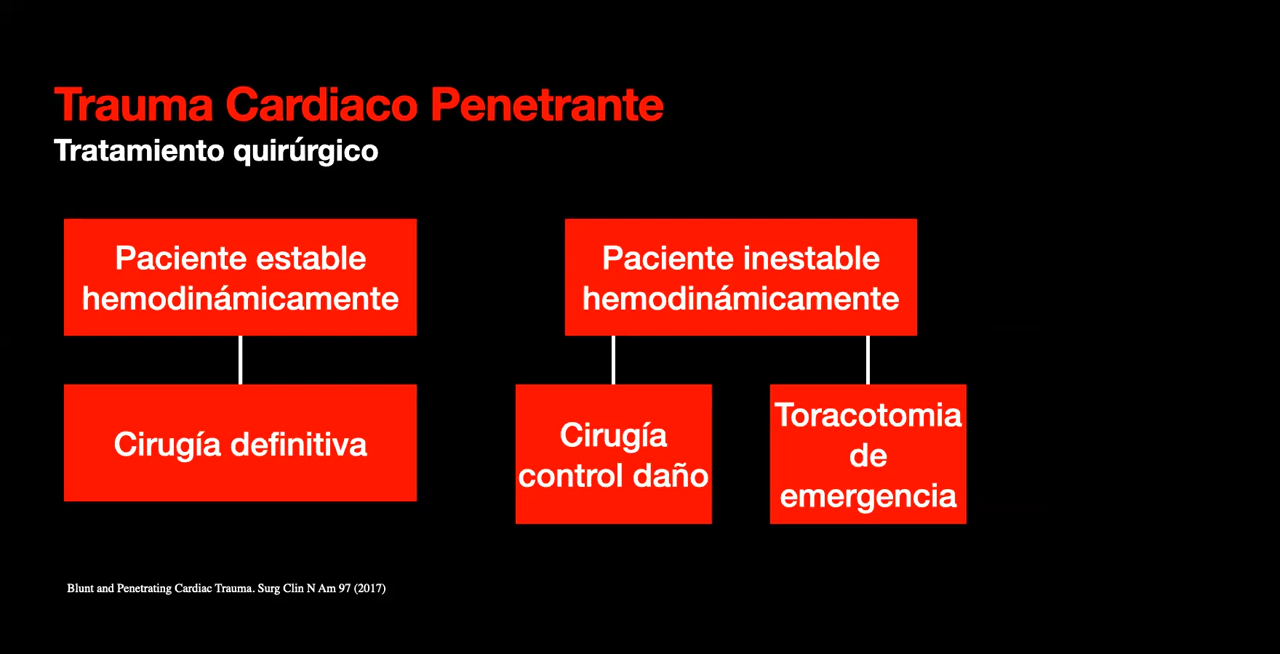 Trauma Cardiaco Penetrante
Tratamiento quirúrgico
Paciente estable
hemodinámicamente
Cirugía definitiva
Paciente inestable
hemodinámicamente
Cirugía
control daño
Toracotomia
de
emergencia
Blunt and Penetrating Cardiac Trauma. Surg Clin N Am 97 (2017)